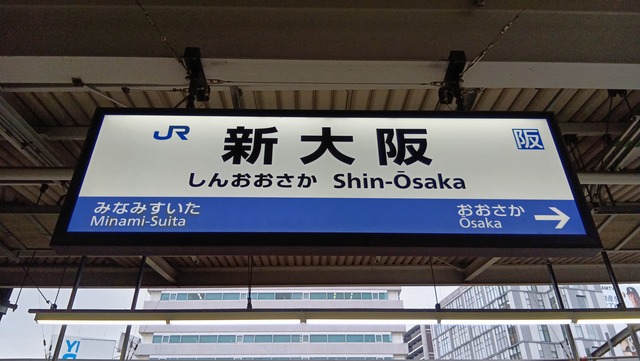 JR
新大阪
阪
しんおおさか Shin-Ōsaka
みなみすいた
Minami-Suita
おおさか
Ōsaka